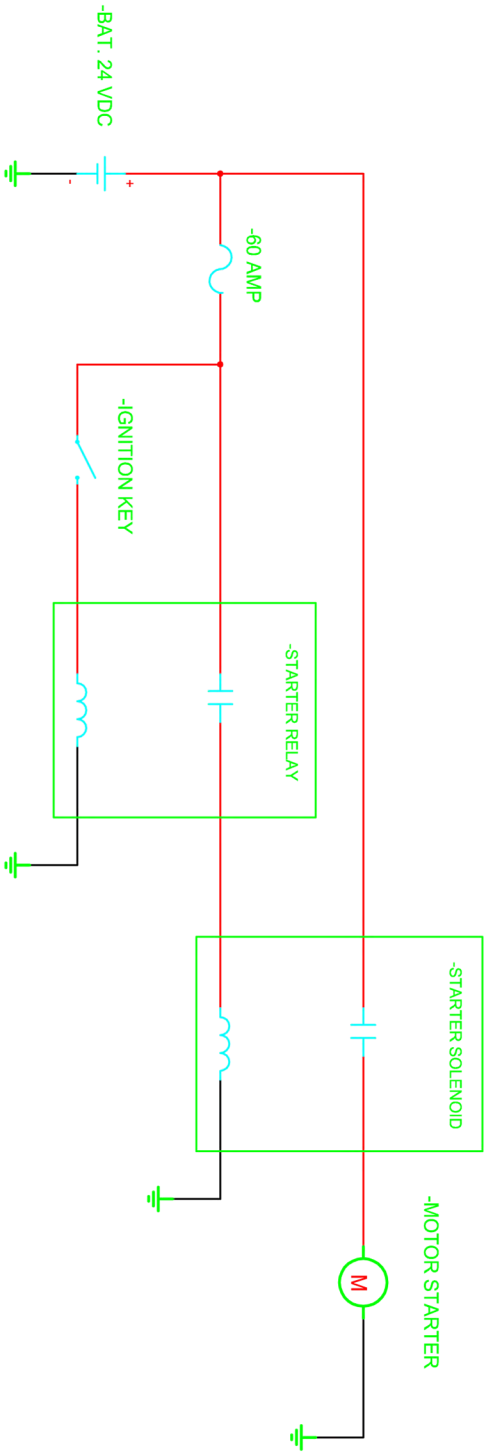 -BAT. 24 VDC
-
+
-60 AMP
-IGNITION KEY
-STARTER RELAY
-STARTER SOLENOID
-MOTOR STARTER
M